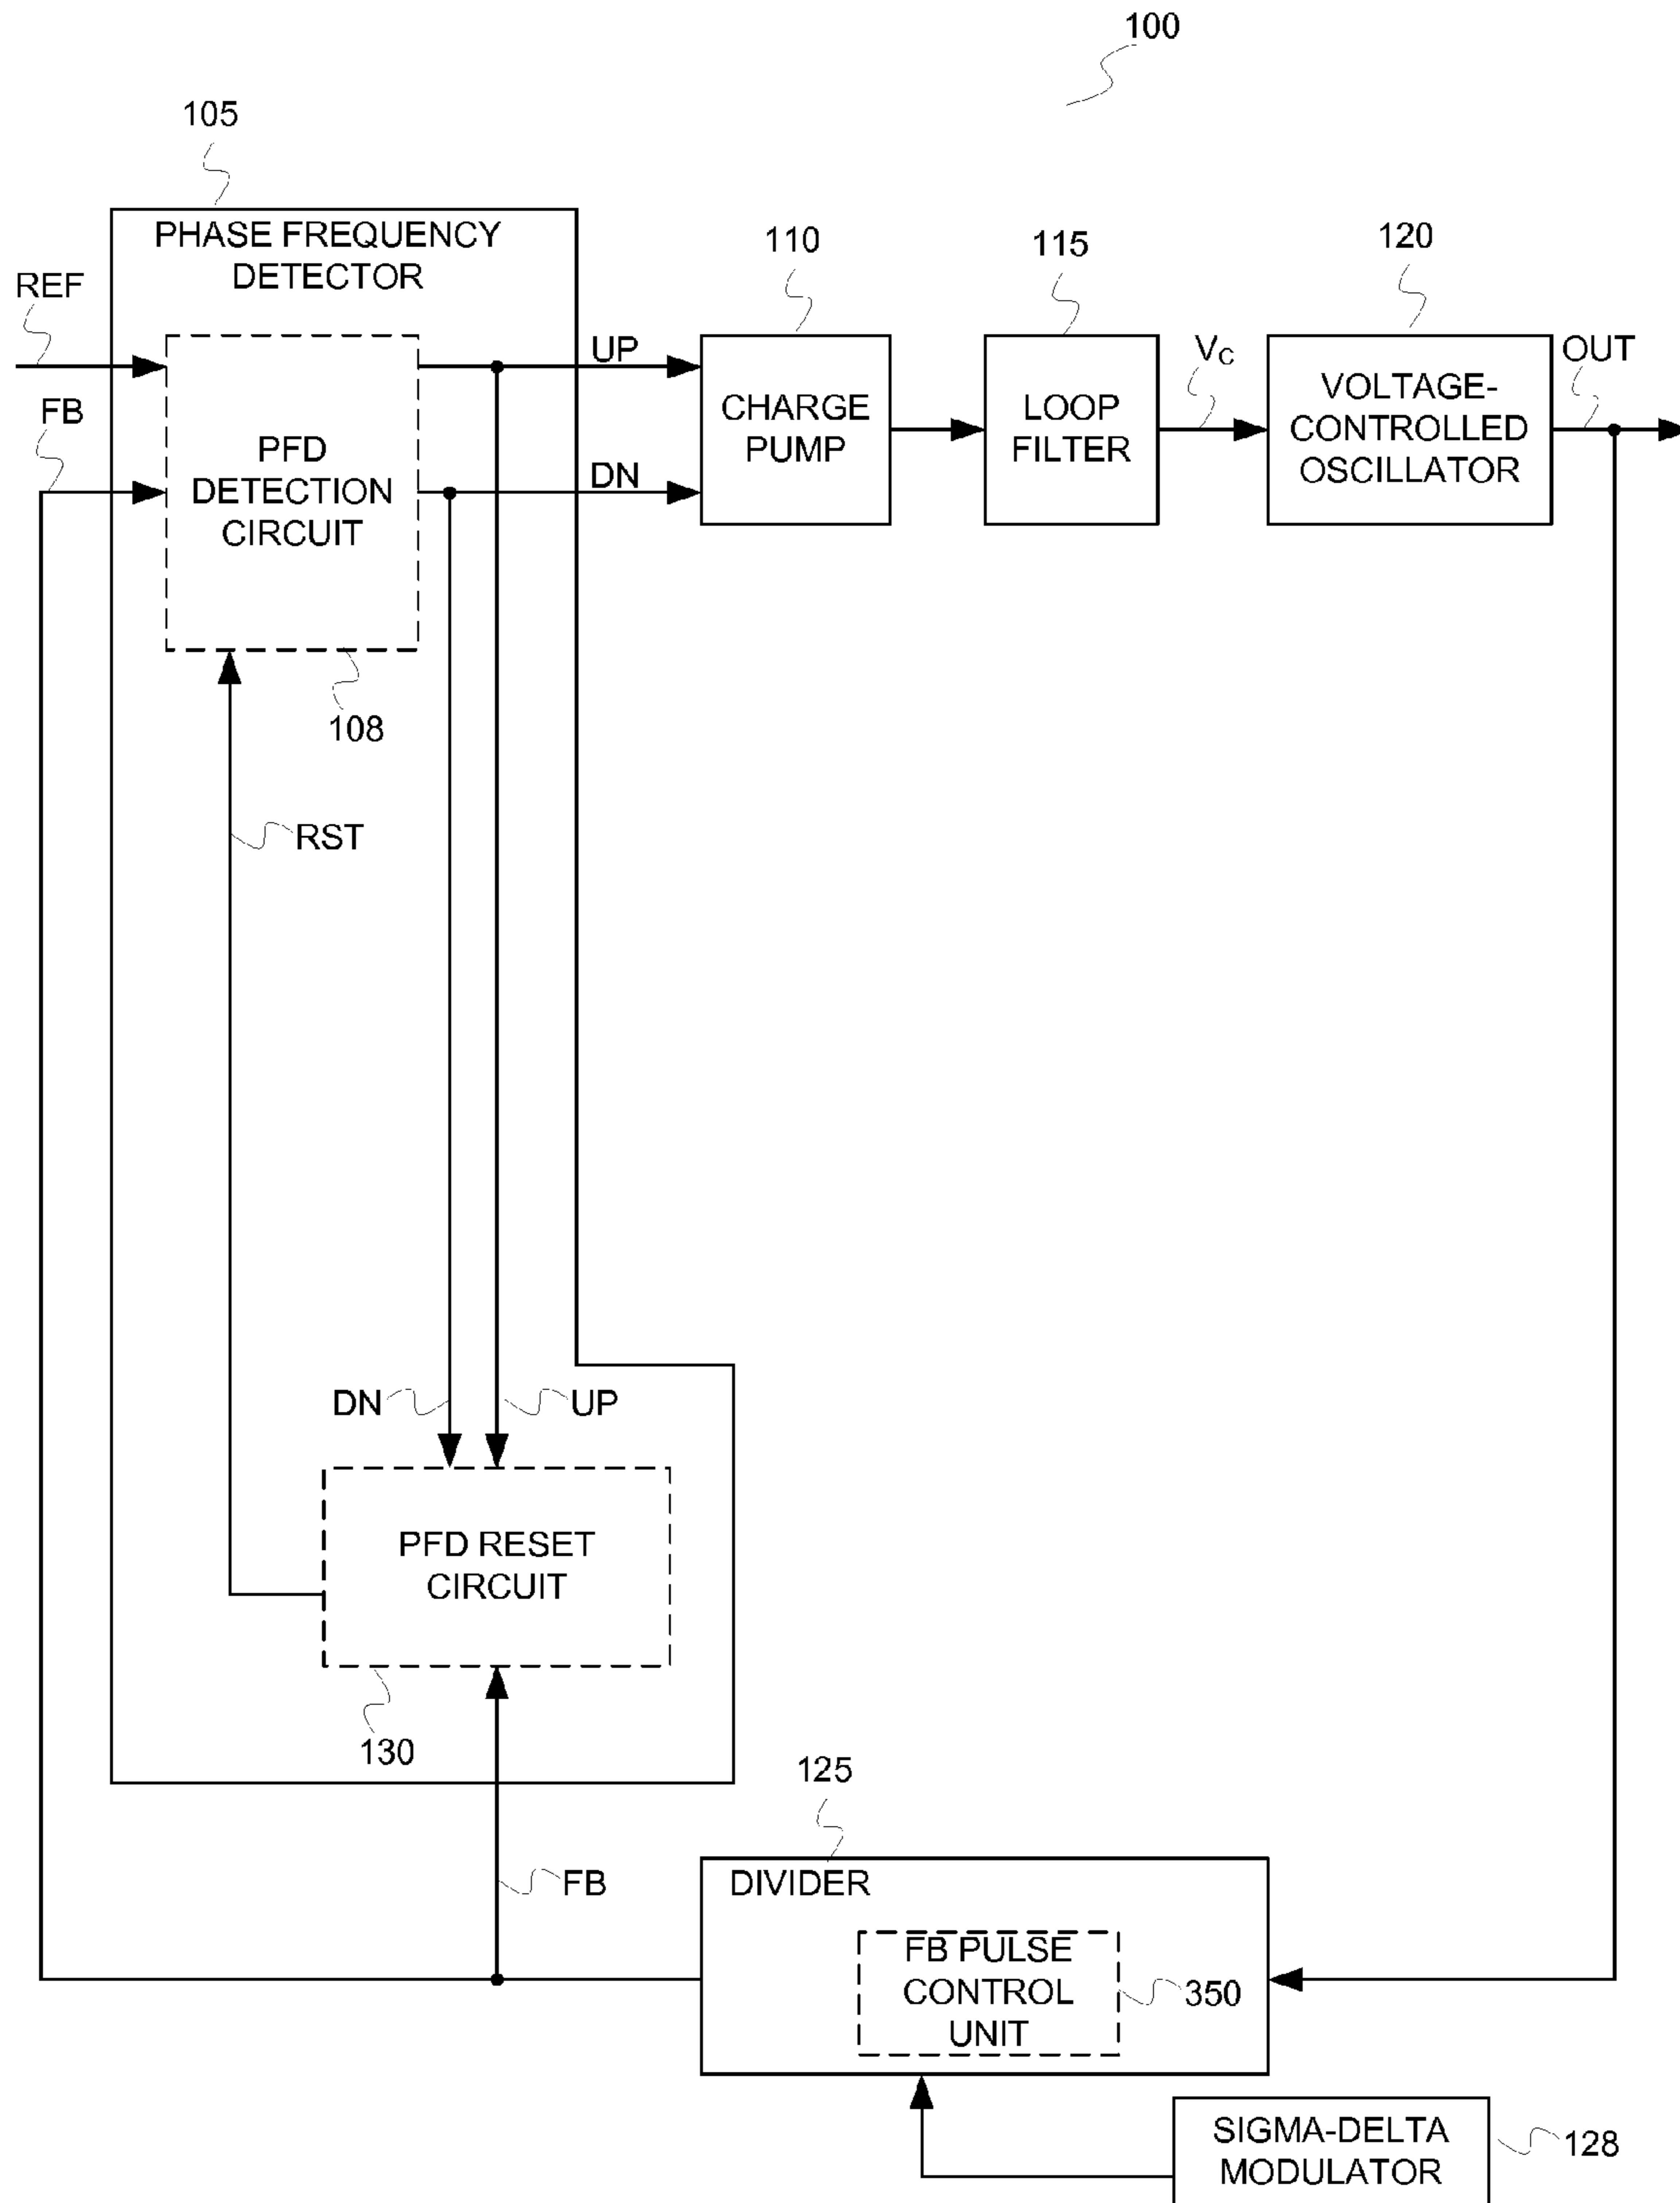 100
105
PHASE FREQUENCY
DETECTOR
110
115
120
REF
FB
PFD
DETECTION
CIRCUIT
UP
DN
CHARGE
PUMP
LOOP
FILTER
VC
VOLTAGE-
CONTROLLED
OSCILLATOR
OUT
108
RST
DN
UP
PFD RESET
CIRCUIT
130
125
FB
DIVIDER
FB PULSE
CONTROL
UNIT
350
SIGMA-DELTA
MODULATOR
128